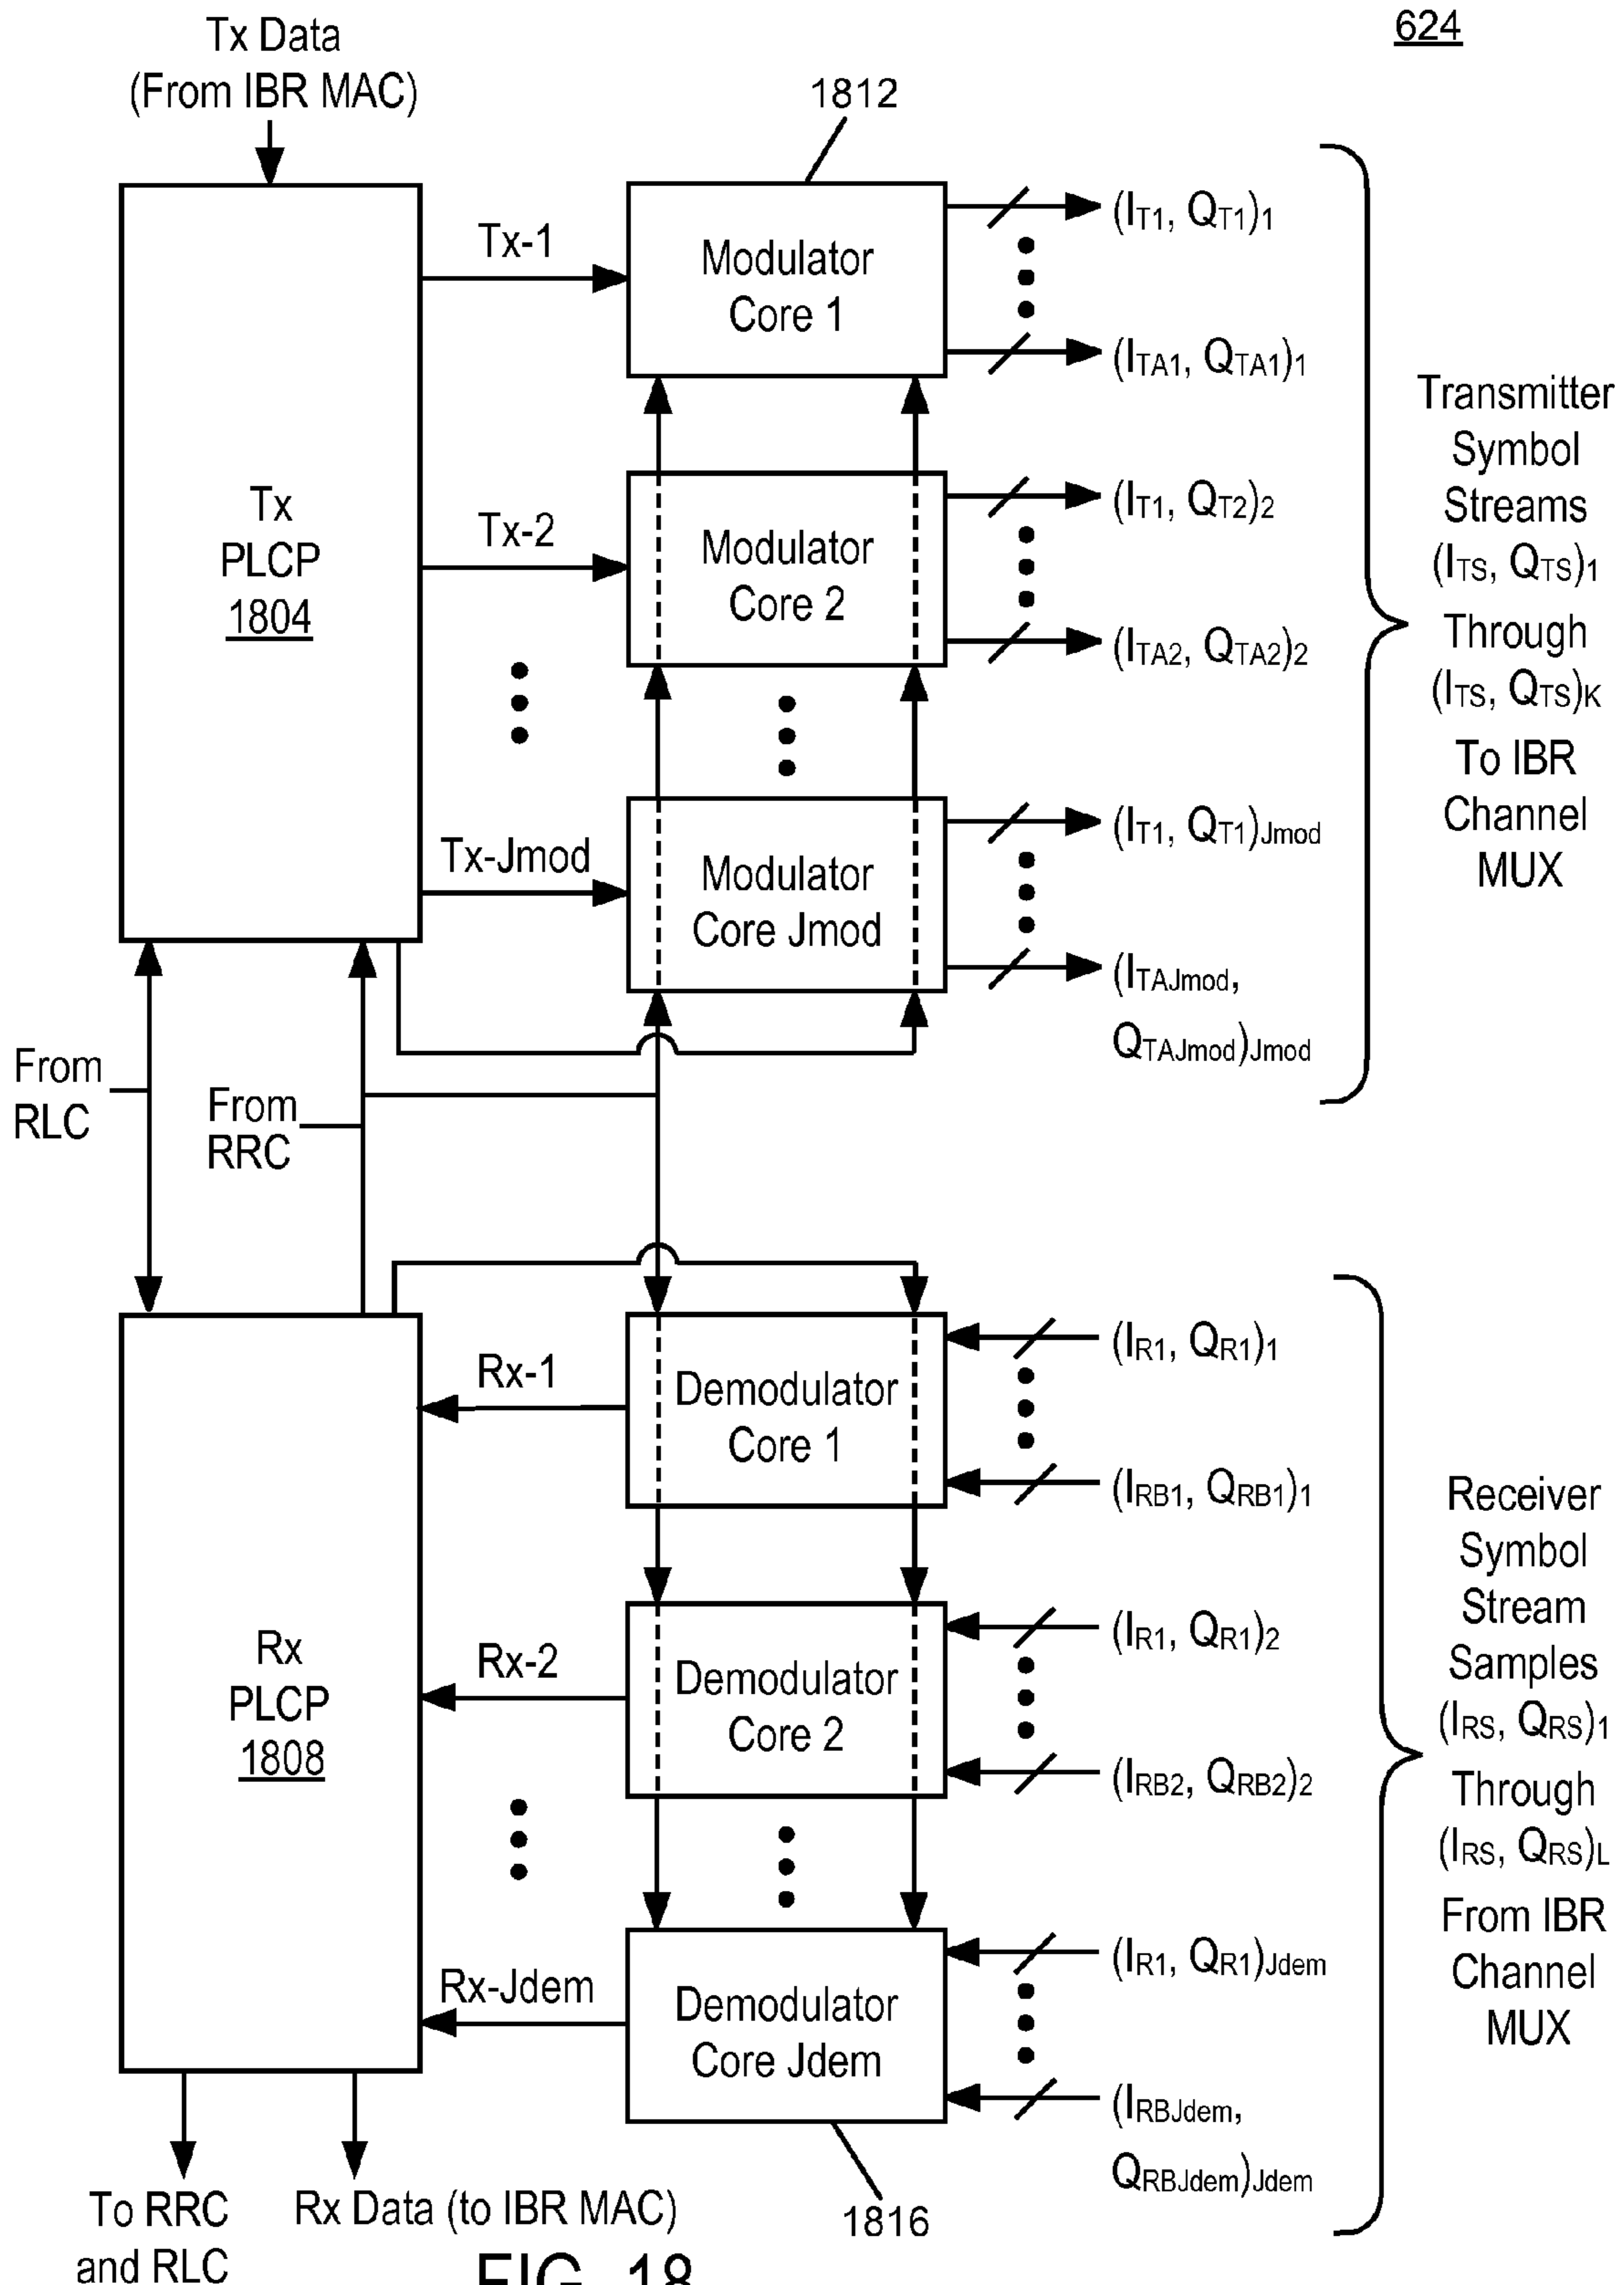 624
Tx Data
(From IBR MAC)
1812
Tx
PLCP
1804
Tx-1
Modulator
Core 1
(IT1, QT1)1
(ITA1, QTA1)1
Tx-2
Modulator
Core 2
(IT1, QT2)2
(ITA2, QTA2)2
Tx-Jmod
Modulator
Core Jmod
(IT1, QT1)Jmod
(ITAJmod,
QTAJmod)Jmod
Transmitter
Symbol
Streams
(ITS, QTS)1
Through
(ITS, QTS)K
To IBR
Channel
MUX
From
RLC
From
RRC
Rx
PLCP
1808
Rx-1
Demodulator
Core 1
(IR1, QR1)1
(IRB1, QRB1)1
Rx-2
Demodulator
Core 2
(IR1, QR1)2
(IRB2, QRB2)2
Rx-Jdem
Demodulator
Core Jdem
(IR1, QR1)Jdem
(IRBJdem,
QRBJdem)Jdem
Receiver
Symbol
Stream
Samples
(IRS, QRS)1
Through
(IRS, QRS)L
From IBR
Channel
MUX
1816
To RRC
and RLC
Rx Data (to IBR MAC)
FIG. 18